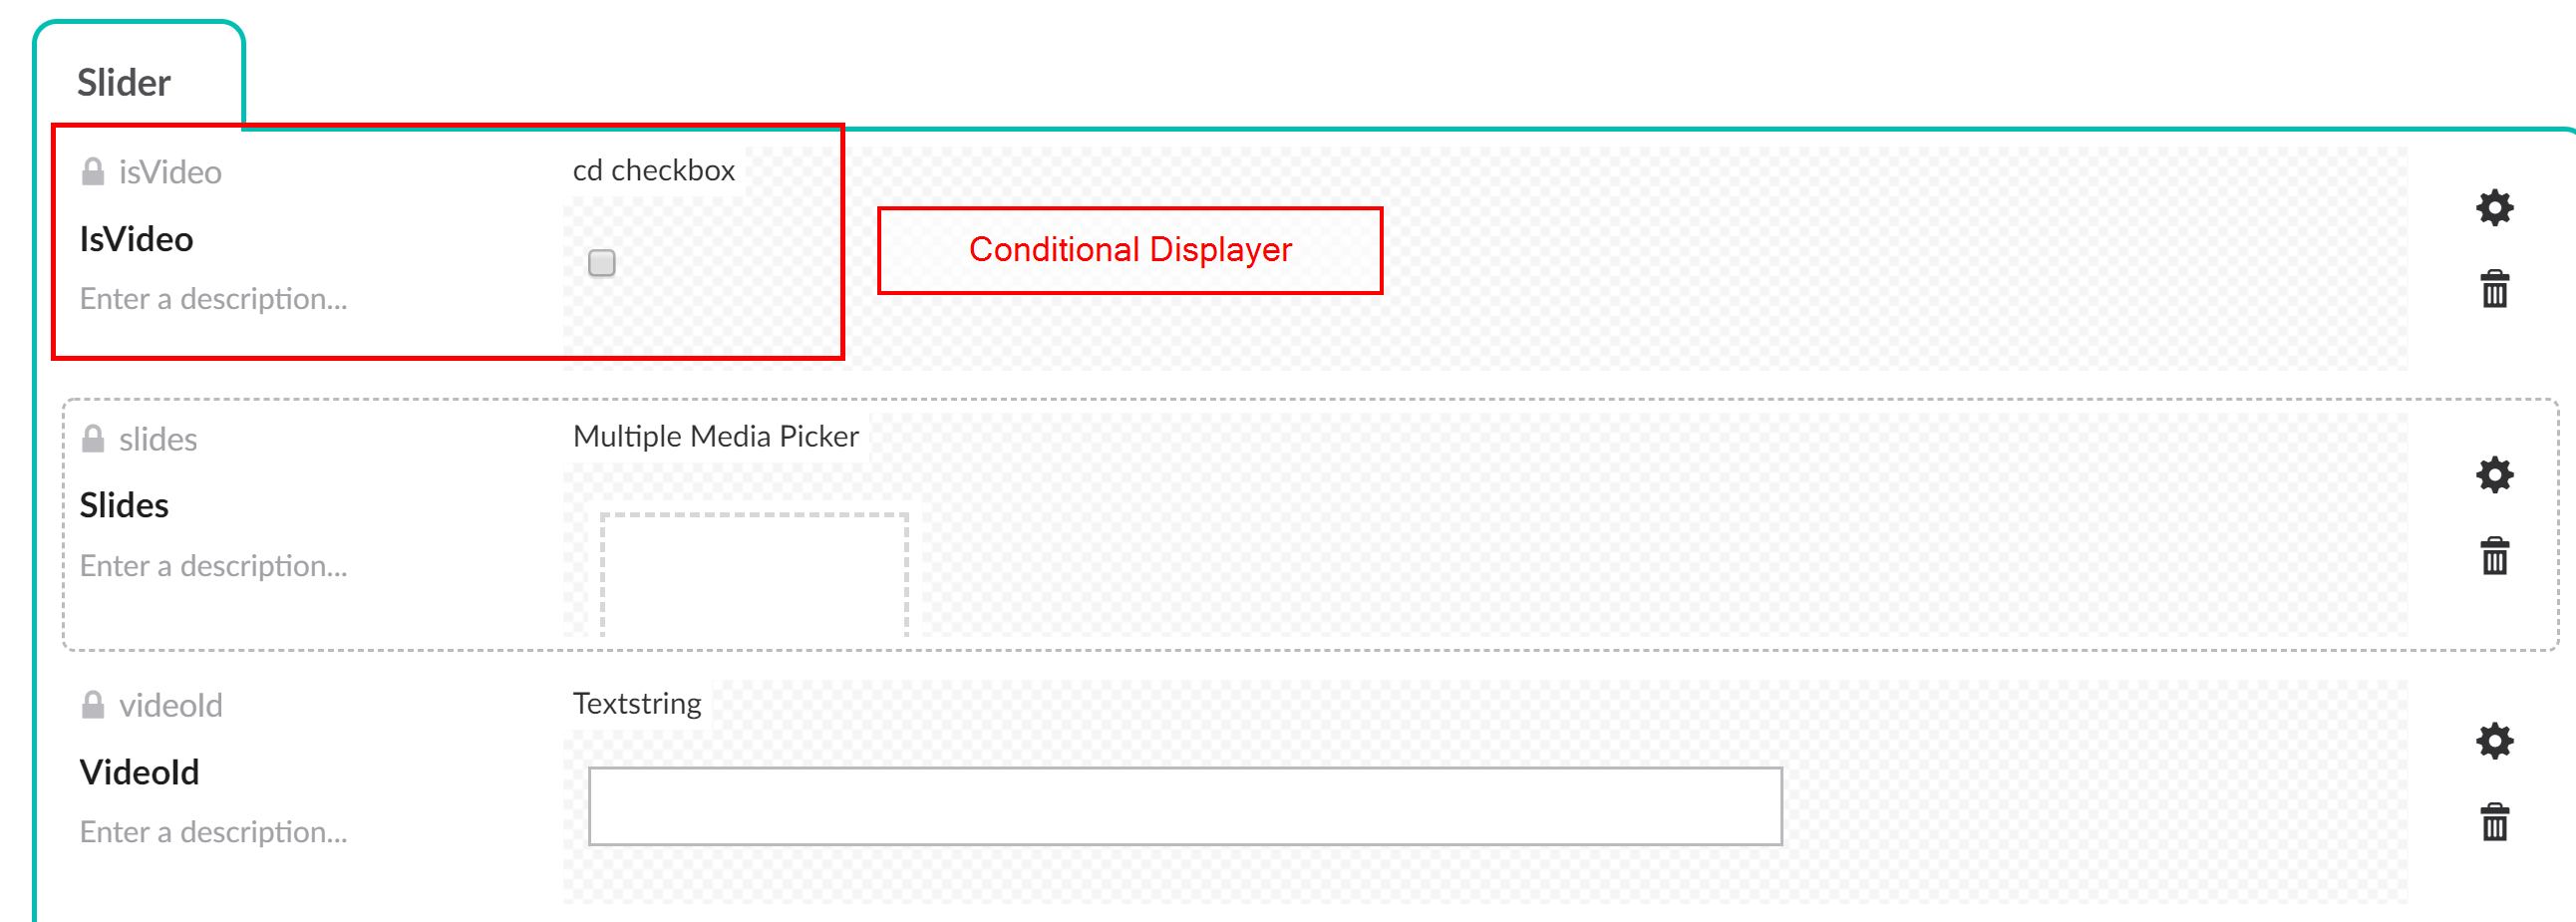 Slider
isVideo
cd checkbox
IsVideo
Enter a description...
Conditional Displayer
slides
Multiple Media Picker
Slides
Enter a description...
videoId
Textstring
VideoId
Enter a description...